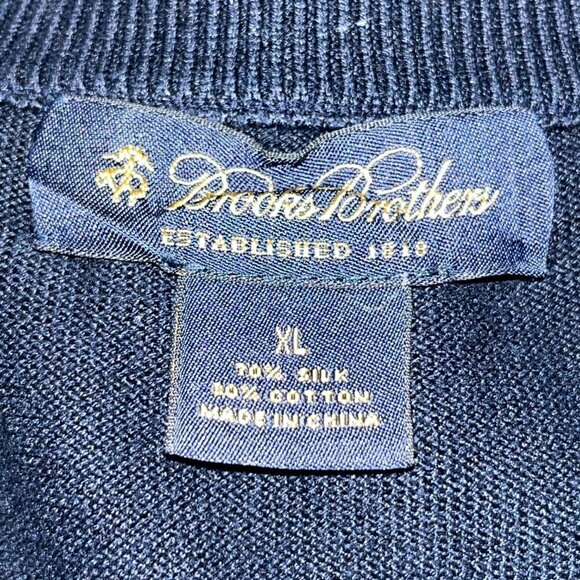 Brooks Brothers
ESTABLISHED 1818
XL
70% SILK
30% COTTON
MADE IN CHINA